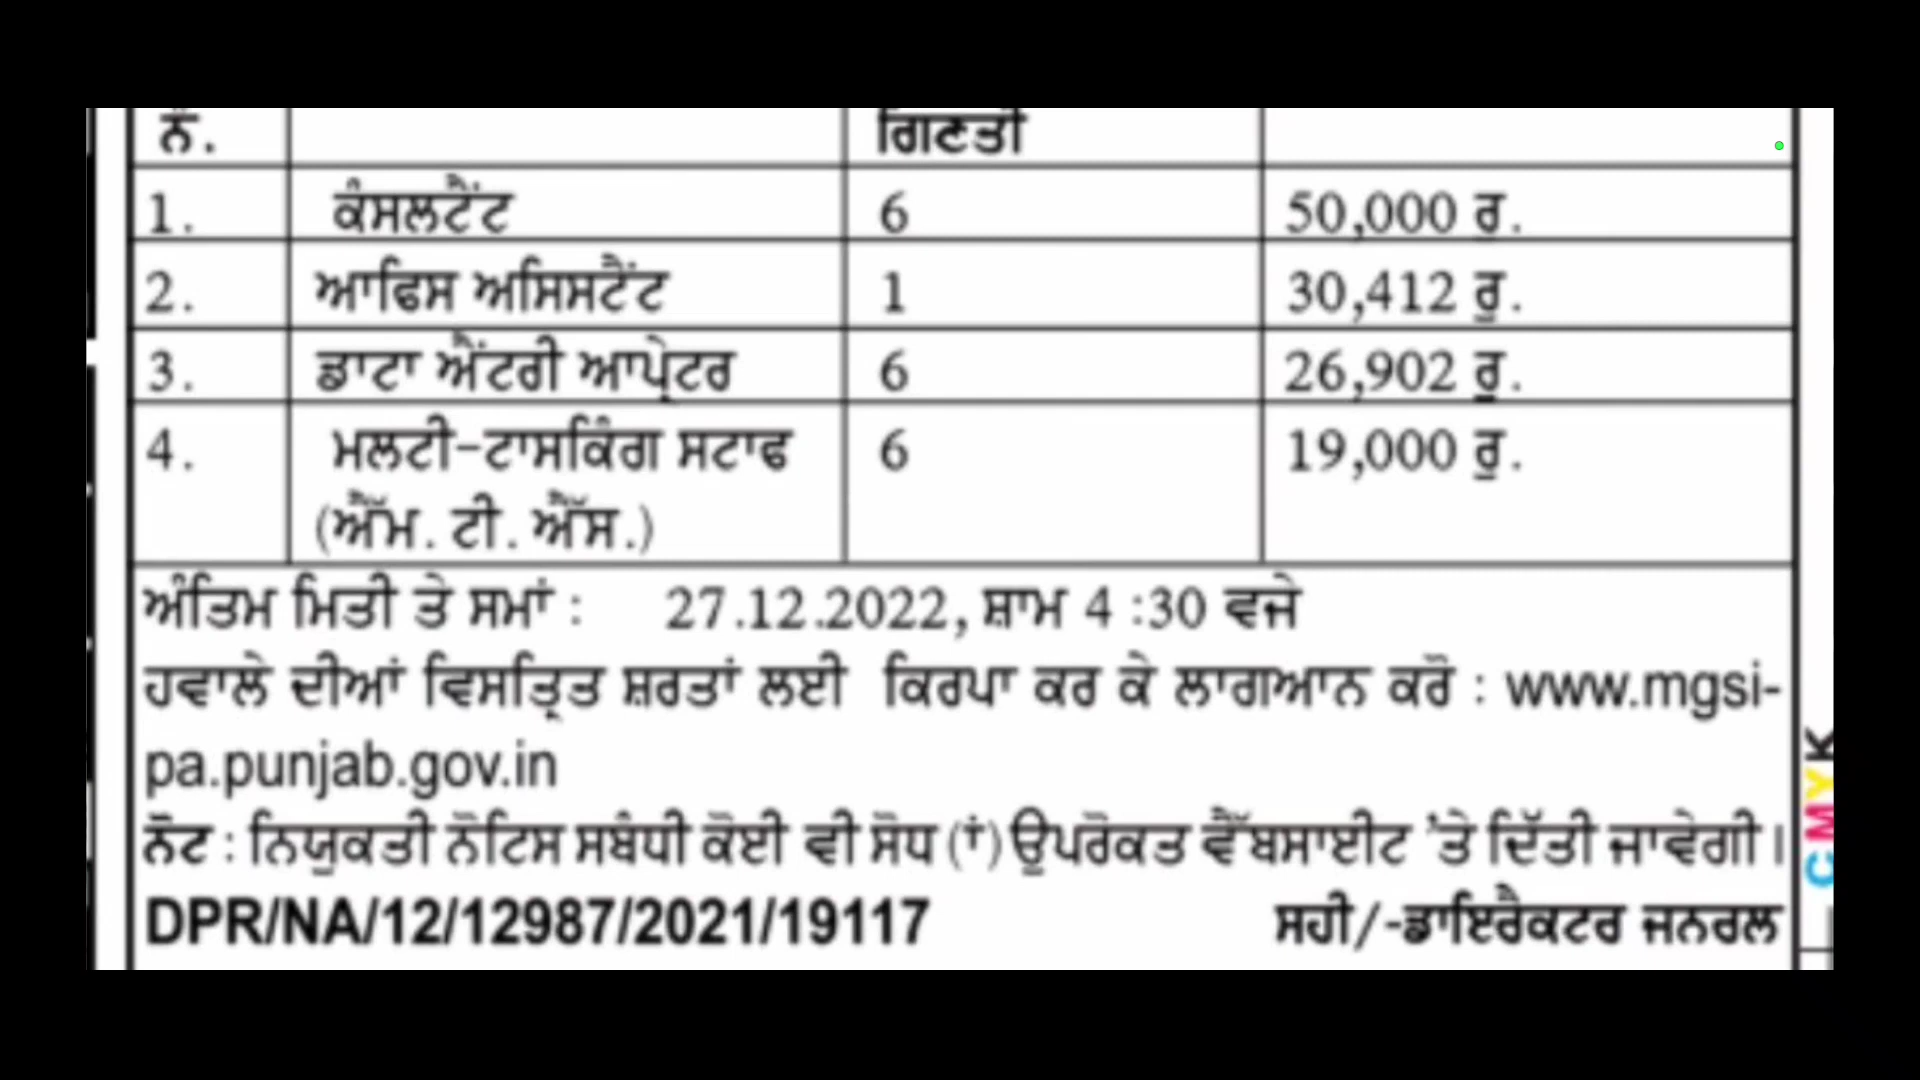 ਨੰ. ਗਿਣਤੀ
1. ਕੰਸਲਟੈਂਟ 6 50,000 ਰੁ.
2. ਆਫਿਸ ਅਸਿਸਟੈਂਟ 1 30,412 ਰੁ.
3. ਡਾਟਾ ਐਂਟਰੀ ਆਪ੍ਰੇਟਰ 6 26,902 ਰੁ.
4. ਮਲਟੀ-ਟਾਸਕਿੰਗ ਸਟਾਫ 6 19,000 ਰੁ.
(ਐੱਮ. ਟੀ. ਐੱਸ.)
ਅੰਤਿਮ ਮਿਤੀ ਤੇ ਸਮਾਂ : 27.12.2022, ਸ਼ਾਮ 4 :30 ਵਜੇ
ਹਵਾਲੇ ਦੀਆਂ ਵਿਸਤ੍ਰਿਤ ਸ਼ਰਤਾਂ ਲਈ ਕਿਰਪਾ ਕਰ ਕੇ ਲਾਗਆਨ ਕਰੋ : www.mgsi-
pa.punjab.gov.in
ਨੋਟ : ਨਿਯੁਕਤੀ ਨੋਟਿਸ ਸਬੰਧੀ ਕੋਈ ਵੀ ਸੋਧ (ਾਂ) ਉਪਰੋਕਤ ਵੈੱਬਸਾਈਟ 'ਤੇ ਦਿੱਤੀ ਜਾਵੇਗੀ।
DPR/NA/12/12987/2021/19117 ਸਹੀ/-ਡਾਇਰੈਕਟਰ ਜਨਰਲ
CMYK